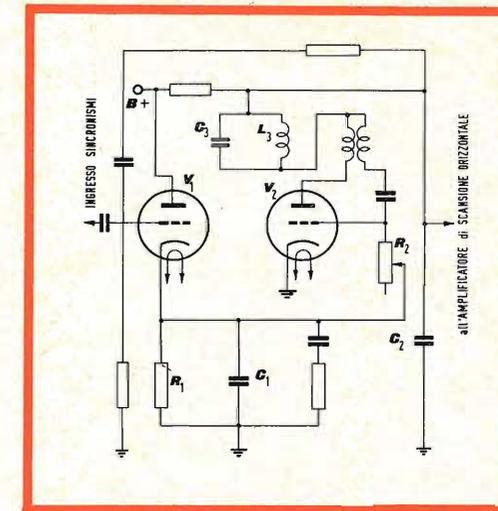 B+
INGRESSO SINCRONISMI
C3
L3
V1
V2
R2
all'AMPLIFICATORE di SCANSIONE ORIZZONTALE
R1
C1
C2